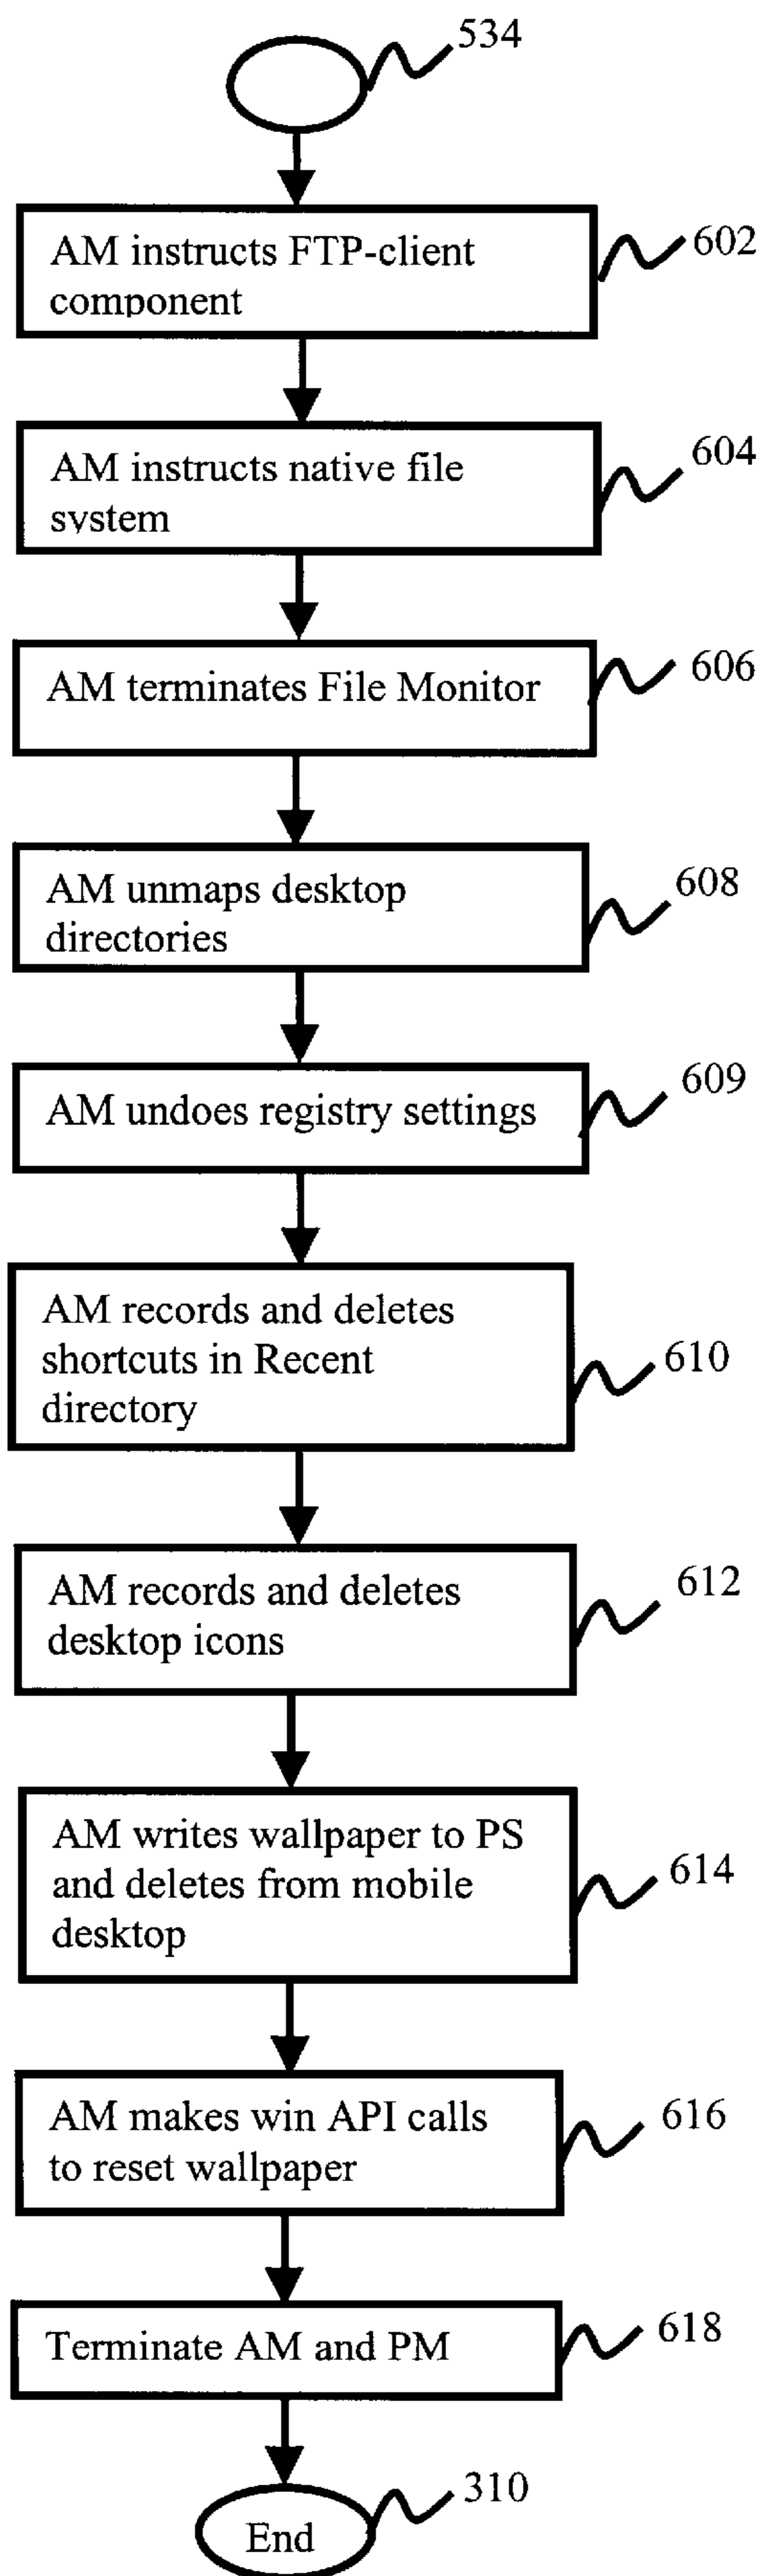 534
AM instructs FTP-client
component
602
AM instructs native file
system
604
AM terminates File Monitor
606
AM unmaps desktop
directories
608
AM undoes registry settings
609
AM records and deletes
shortcuts in Recent
directory
610
AM records and deletes
desktop icons
612
AM writes wallpaper to PS
and deletes from mobile
desktop
614
AM makes win API calls
to reset wallpaper
616
Terminate AM and PM
618
End
310